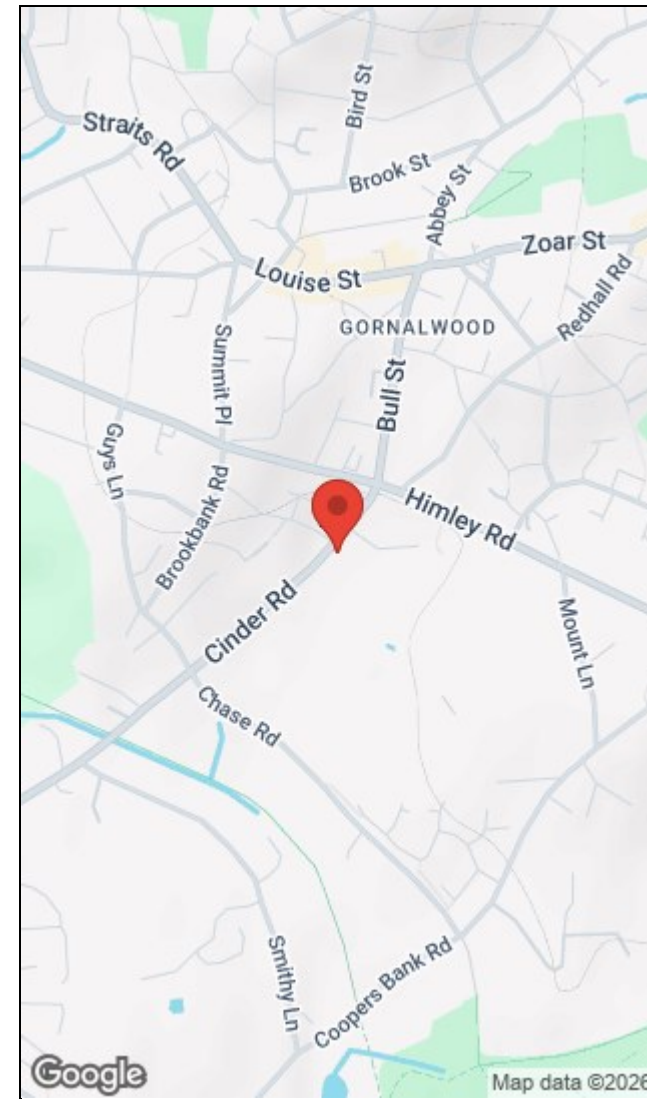 Bird St
Straits Rd
Brook St
Abbey St
Zoar St
Louise St
Redhall Rd
GORNALWOOD
Summit Pl
Bull St
Guys Ln
Brookbank Rd
Himley Rd
Cinder Rd
Mount Ln
Chase Rd
Smithy Ln
Coopers Bank Rd
Google
Map data ©2026